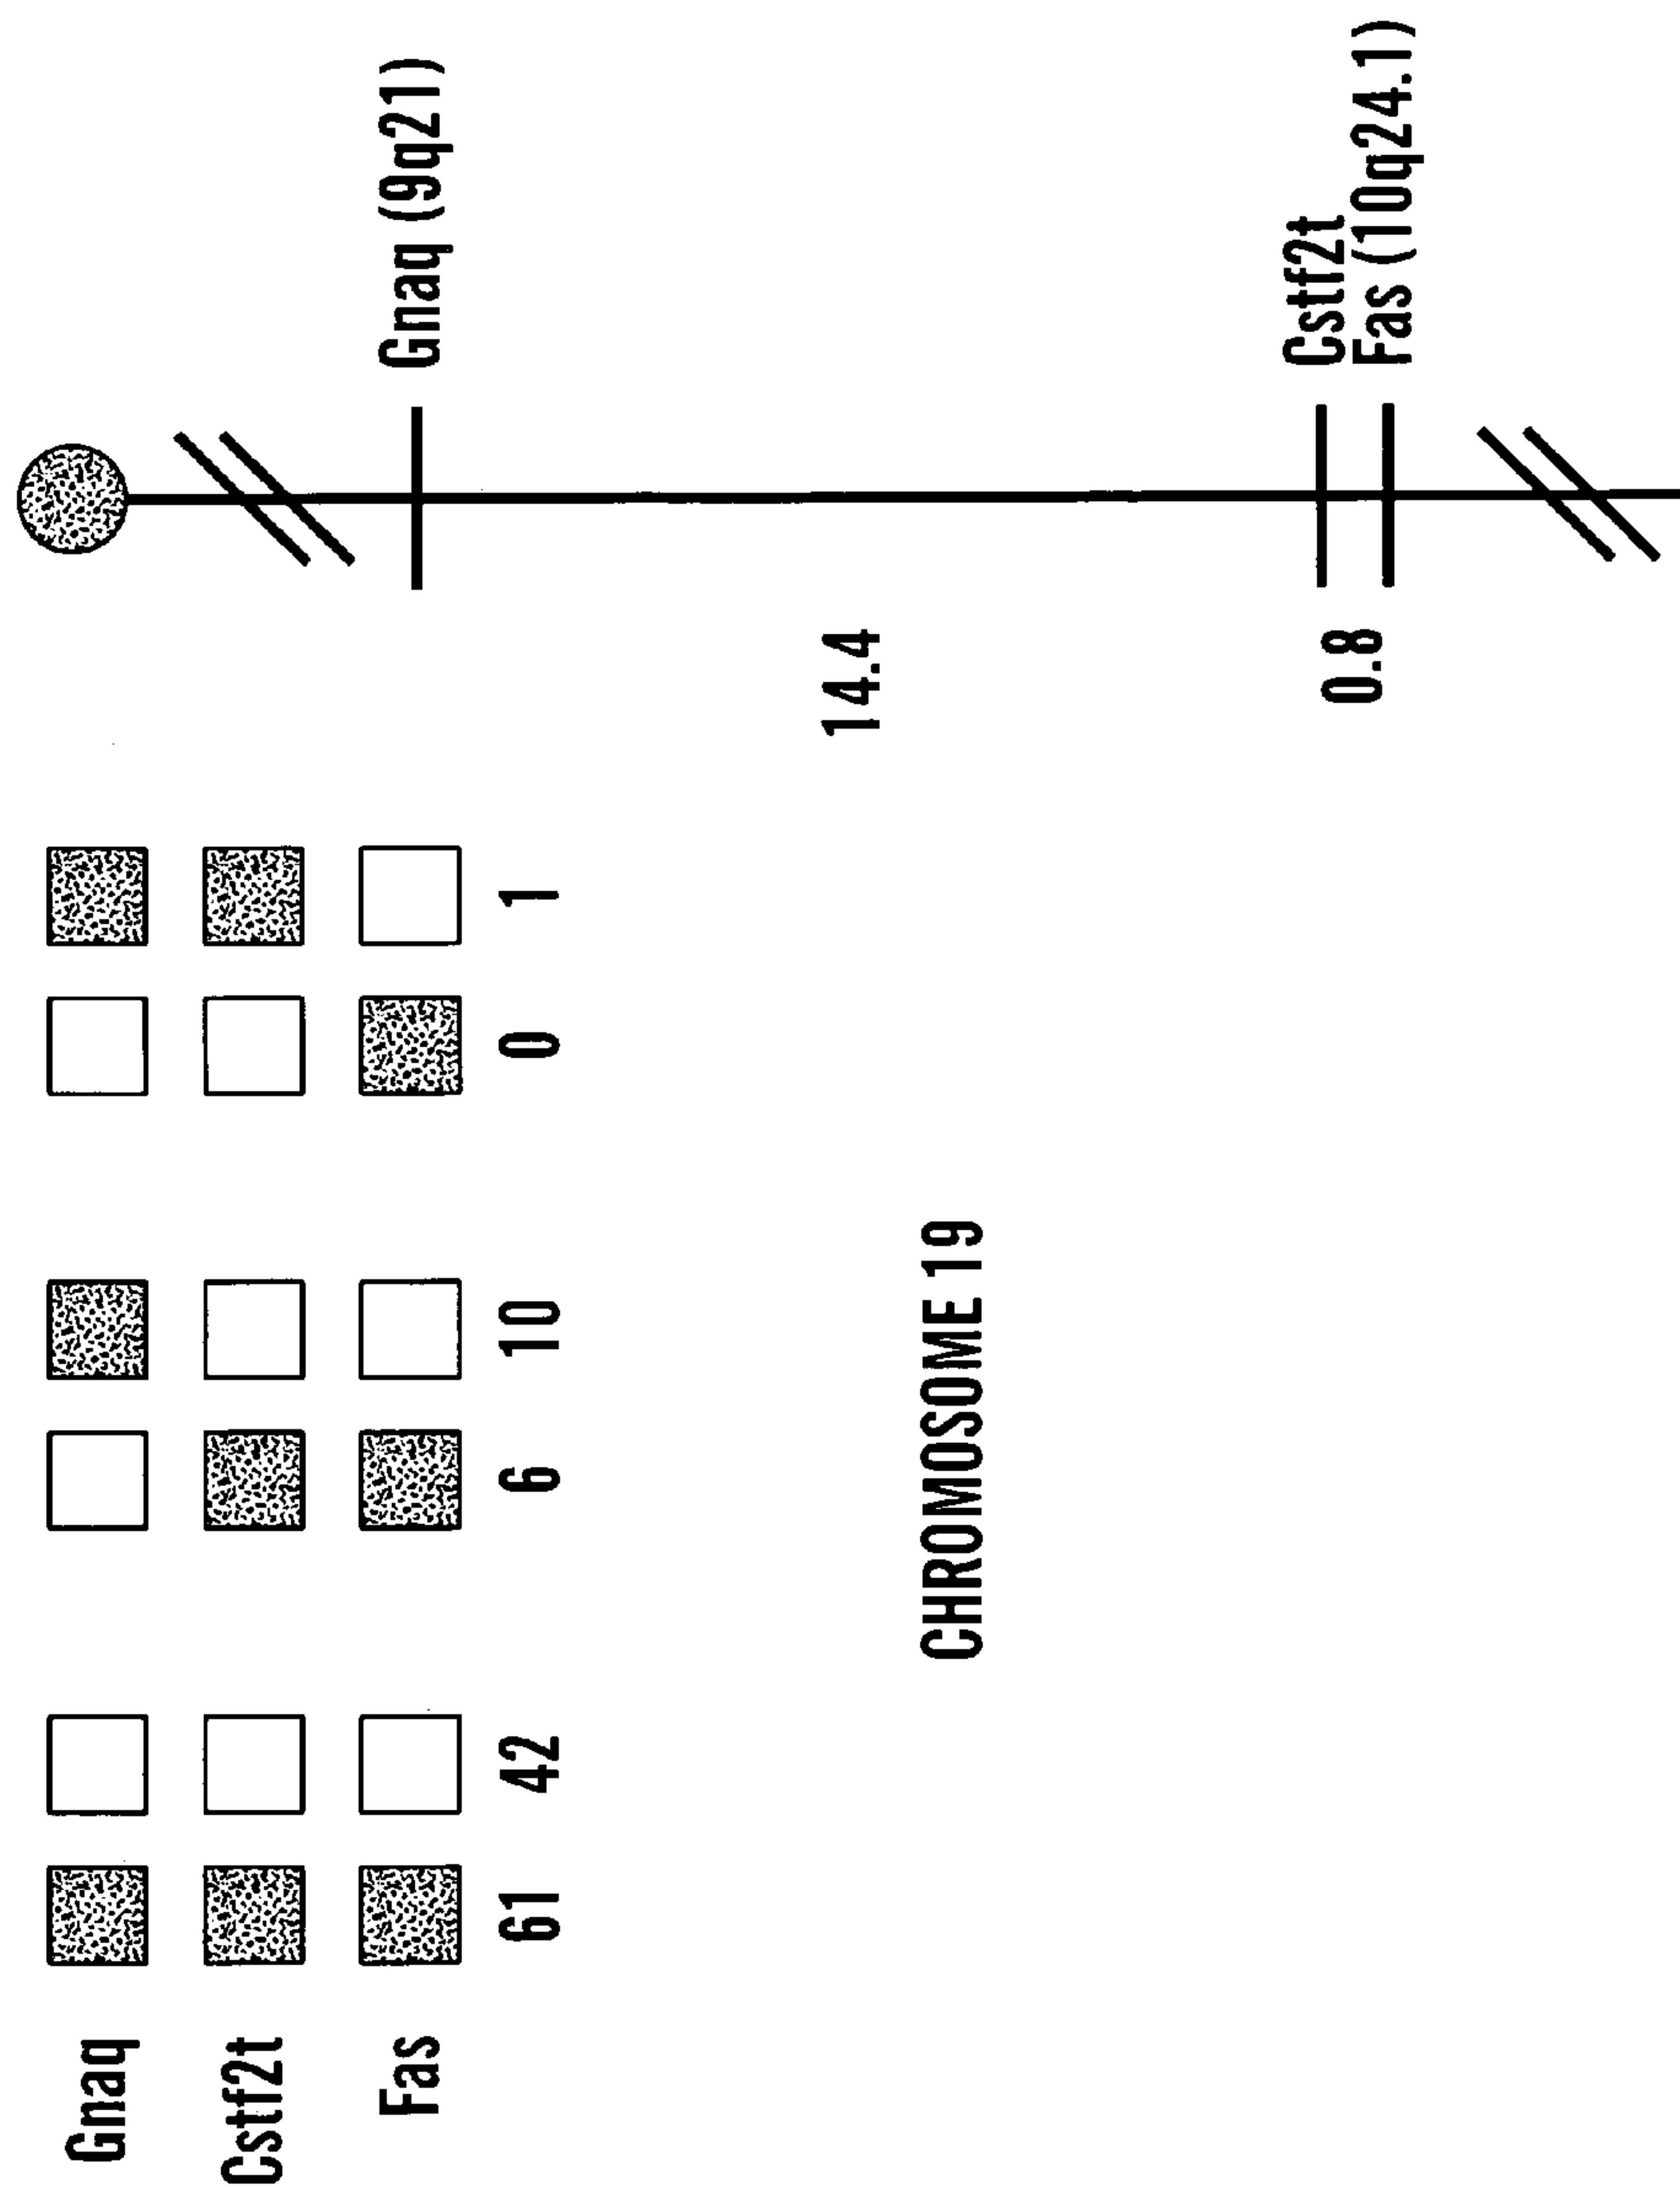 Gnaq
Cstf2t
Fas
61 42 6 10 0 1
CHROMOSOME 19
14.4
0.8
Gnaq (9q21)
Cstf2t
Fas (10q24.1)